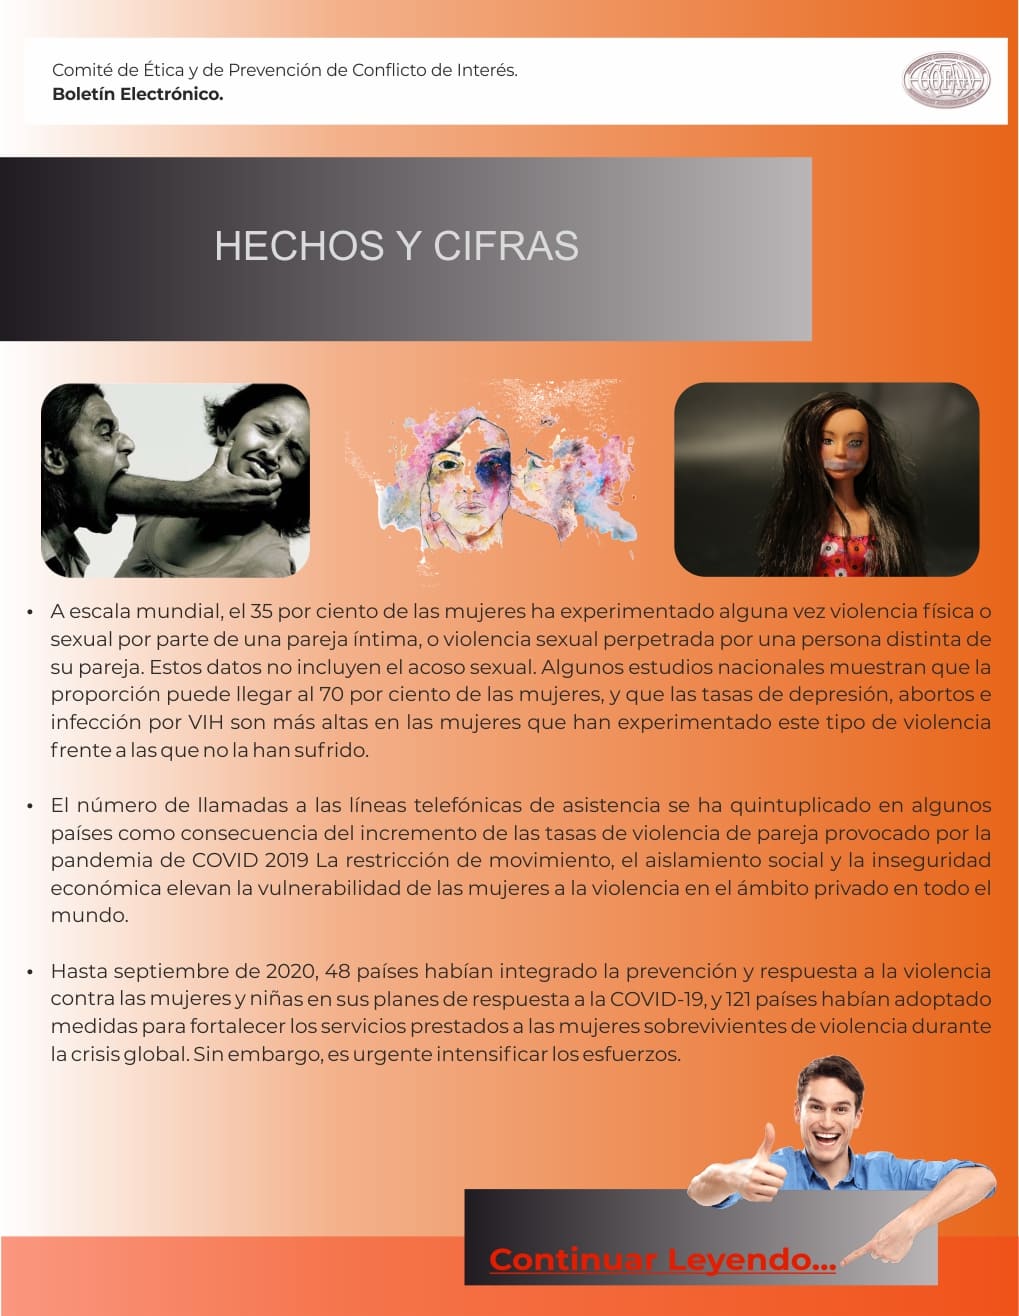 Comité de Ética y de Prevención de Conflicto de Interés.
Boletín Electrónico.
COFAA
HECHOS Y CIFRAS
• A escala mundial, el 35 por ciento de las mujeres ha experimentado alguna vez violencia física o
sexual por parte de una pareja íntima, o violencia sexual perpetrada por una persona distinta de
su pareja. Estos datos no incluyen el acoso sexual. Algunos estudios nacionales muestran que la
proporción puede llegar al 70 por ciento de las mujeres, y que las tasas de depresión, abortos e
infección por VIH son más altas en las mujeres que han experimentado este tipo de violencia
frente a las que no la han sufrido.
• El número de llamadas a las líneas telefónicas de asistencia se ha quintuplicado en algunos
países como consecuencia del incremento de las tasas de violencia de pareja provocado por la
pandemia de COVID 2019 La restricción de movimiento, el aislamiento social y la inseguridad
económica elevan la vulnerabilidad de las mujeres a la violencia en el ámbito privado en todo el
mundo.
• Hasta septiembre de 2020, 48 países habían integrado la prevención y respuesta a la violencia
contra las mujeres y niñas en sus planes de respuesta a la COVID-19, y 121 países habían adoptado
medidas para fortalecer los servicios prestados a las mujeres sobrevivientes de violencia durante
la crisis global. Sin embargo, es urgente intensificar los esfuerzos.
Continuar Leyendo...